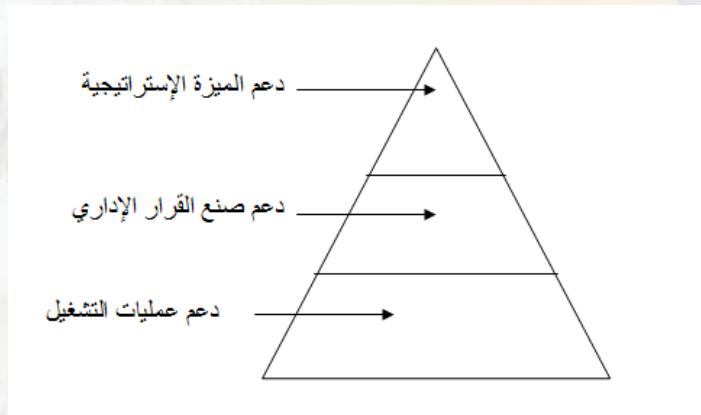 دعم الميزة الإستراتيجية
دعم صنع القرار الإداري
دعم عمليات التشغيل